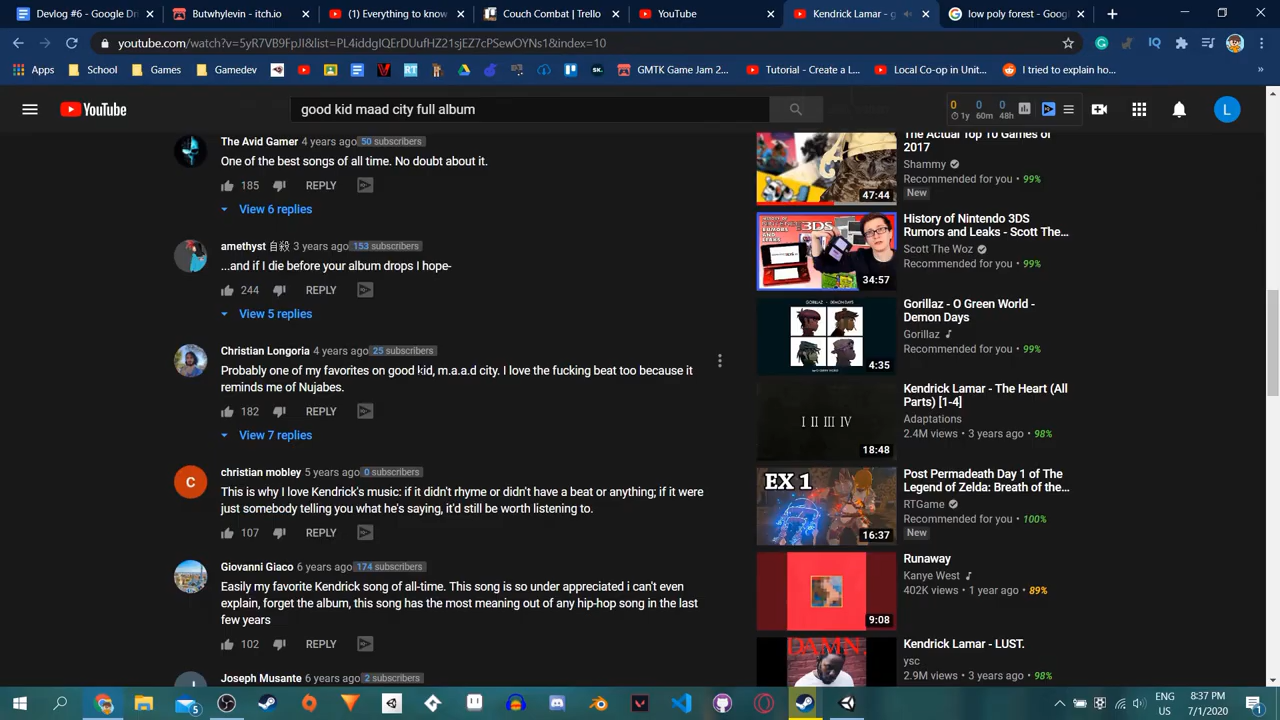 Devlog #6 - Google Dri
Butwhylevin - itch.io
(1) Everything to know
Couch Combat | Trello
YouTube
Kendrick Lamar - g
low poly forest - Goog
youtube.com/watch?v=5yR7VB9FpJI&list=PL4iddgIQErDUufHZ21sjEZ7cPSewOYNs1&index=10
Apps
School
Games
Gamedev
GMTK Game Jam 2...
Tutorial - Create a L...
Local Co-op in Unit...
I tried to explain ho...
YouTube
good kid maad city full album
0 0 0
1y 60m 48h
L
The Avid Gamer 4 years ago 50 subscribers
One of the best songs of all time. No doubt about it.
185 REPLY
View 6 replies
amethyst 自殺 3 years ago 153 subscribers
...and if I die before your album drops I hope-
244 REPLY
View 5 replies
Christian Longoria 4 years ago 25 subscribers
Probably one of my favorites on good kid, m.a.a.d city. I love the fucking beat too because it
reminds me of Nujabes.
182 REPLY
View 7 replies
C
christian mobley 5 years ago 0 subscribers
This is why I love Kendrick's music: if it didn't rhyme or didn't have a beat or anything; if it were
just somebody telling you what he's saying, it'd still be worth listening to.
107 REPLY
Giovanni Giaco 6 years ago 174 subscribers
Easily my favorite Kendrick song of all-time. This song is so under appreciated i can't even
explain, forget the album, this song has the most meaning out of any hip-hop song in the last
few years
102 REPLY
Joseph Musante 6 years ago 2 subscribers
The Actual Top 10 Games of
2017
Shammy
Recommended for you • 99%
New
47:44
History of Nintendo 3DS
Rumors and Leaks - Scott The...
Scott The Woz
Recommended for you • 99%
3DS
RUMORS
AND
LEAKS
34:57
Gorillaz - O Green World -
Demon Days
Gorillaz
Recommended for you • 99%
GORILLAZ DEMON DAYS
4:35
Kendrick Lamar - The Heart (All
Parts) [1-4]
Adaptations
2.4M views • 3 years ago • 98%
I II III IV
18:48
Post Permadeath Day 1 of The
Legend of Zelda: Breath of the...
RTGame
Recommended for you • 100%
New
EX 1
16:37
Runaway
Kanye West
402K views • 1 year ago • 89%
9:08
Kendrick Lamar - LUST.
ysc
2.9M views • 3 years ago • 98%
DAMN.
5
ENG
US
8:37 PM
7/1/2020
1